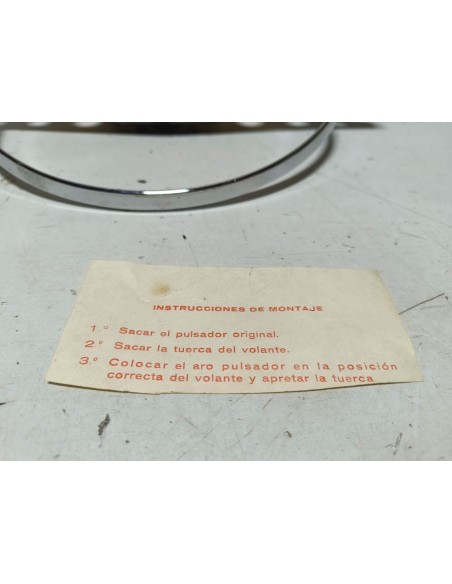 INSTRUCCIONES DE MONTAJE
1.º Sacar el pulsador original.
2º Sacar la tuerca del volante.
3.º Colocar el aro pulsador en la posición
correcta del volante y apretar la tuerca